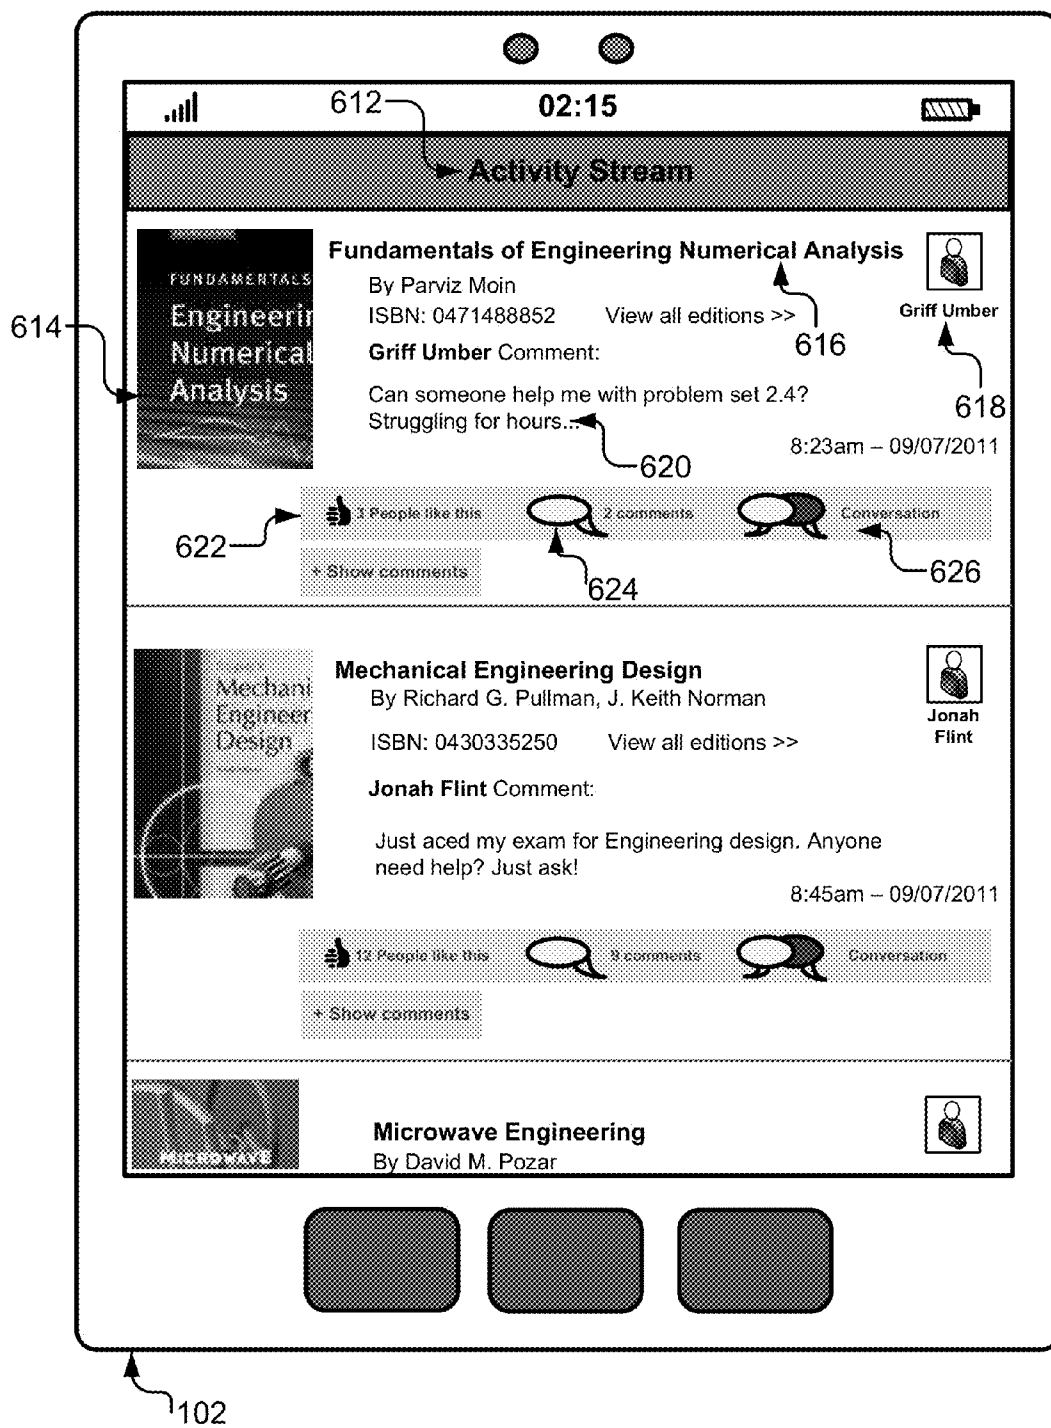 612
02:15
Activity Stream
614
FUNDAMENTALS
Engineerin
Numerical
Analysis
Fundamentals of Engineering Numerical Analysis
By Parviz Moin
ISBN: 0471488852 View all editions >>
616
Griff Umber
618
Griff Umber Comment:
Can someone help me with problem set 2.4?
Struggling for hours...
620
8:23am – 09/07/2011
622
3 People like this 2 comments Conversation
624
626
+ Show comments
Mechani
Engineer
Design
Mechanical Engineering Design
By Richard G. Pullman, J. Keith Norman
ISBN: 0430335250 View all editions >>
Jonah
Flint
Jonah Flint Comment:
Just aced my exam for Engineering design. Anyone
need help? Just ask!
8:45am – 09/07/2011
12 People like this 9 comments Conversation
+ Show comments
MICROWAVE
Microwave Engineering
By David M. Pozar
102